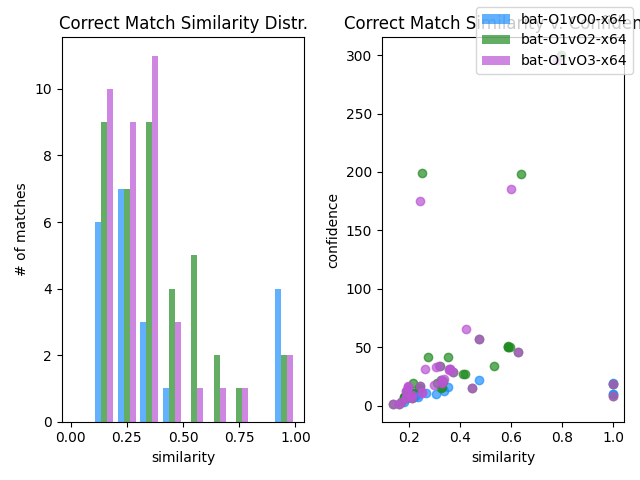 Correct Match Similarity Distr.
# of matches
0
2
4
6
8
10
0.00
0.25
0.50
0.75
1.00
similarity
Correct Match Similarity v. Confiden
bat-O1vO0-x64
bat-O1vO2-x64
bat-O1vO3-x64
confidence
300
250
200
150
100
50
0
0.2
0.4
0.6
0.8
1.0
similarity